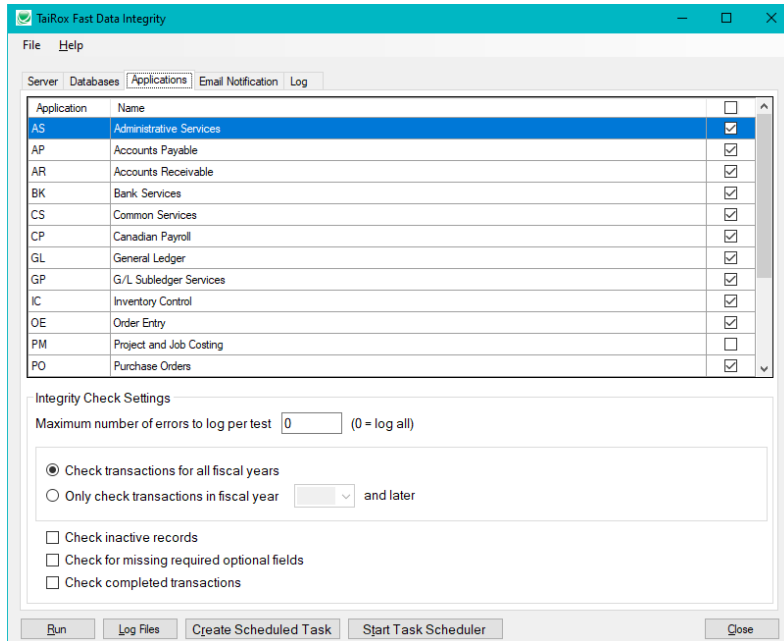 TaiRox Fast Data Integrity
File Help
Server Databases Applications Email Notification Log
Application Name
AS Administrative Services
AP Accounts Payable
AR Accounts Receivable
BK Bank Services
CS Common Services
CP Canadian Payroll
GL General Ledger
GP G/L Subledger Services
IC Inventory Control
OE Order Entry
PM Project and Job Costing
PO Purchase Orders
Integrity Check Settings
Maximum number of errors to log per test 0 (0 = log all)
Check transactions for all fiscal years
Only check transactions in fiscal year and later
Check inactive records
Check for missing required optional fields
Check completed transactions
Run Log Files Create Scheduled Task Start Task Scheduler Close